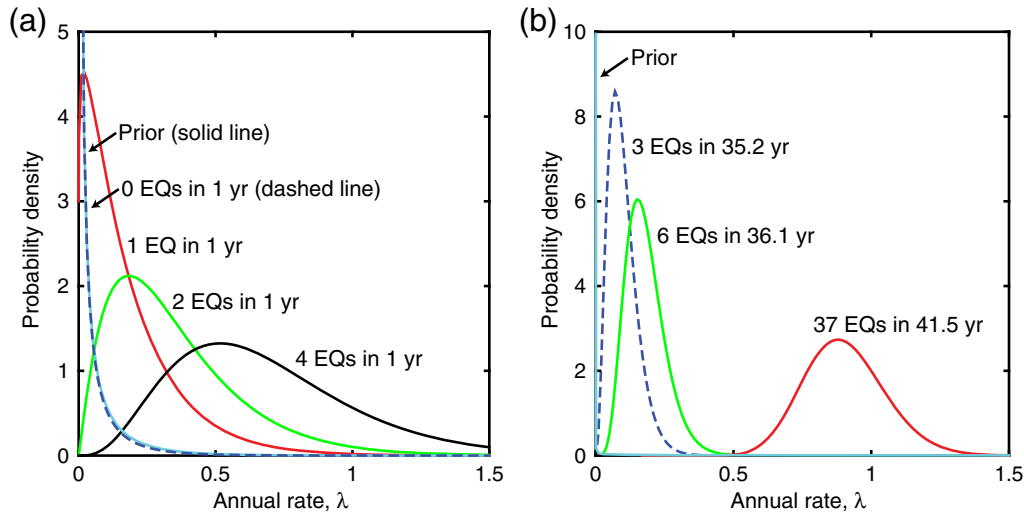 (a)
5
4
3
2
1
0
0
0.5
1
1.5
Probability density
Annual rate, λ
Prior (solid line)
0 EQs in 1 yr (dashed line)
1 EQ in 1 yr
2 EQs in 1 yr
4 EQs in 1 yr
(b)
10
8
6
4
2
0
0
0.5
1
1.5
Probability density
Annual rate, λ
Prior
3 EQs in 35.2 yr
6 EQs in 36.1 yr
37 EQs in 41.5 yr